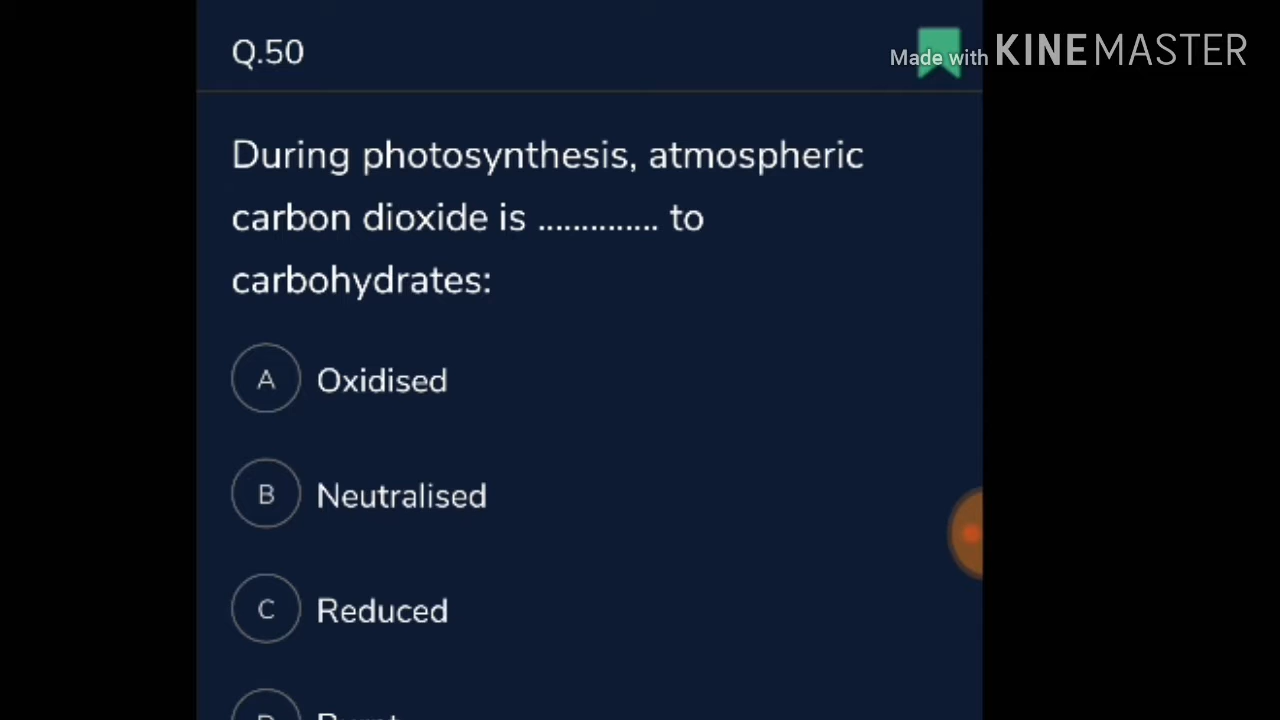 Q.50
Made with KINEMASTER
During photosynthesis, atmospheric
carbon dioxide is .............. to
carbohydrates:
A Oxidised
B Neutralised
C Reduced